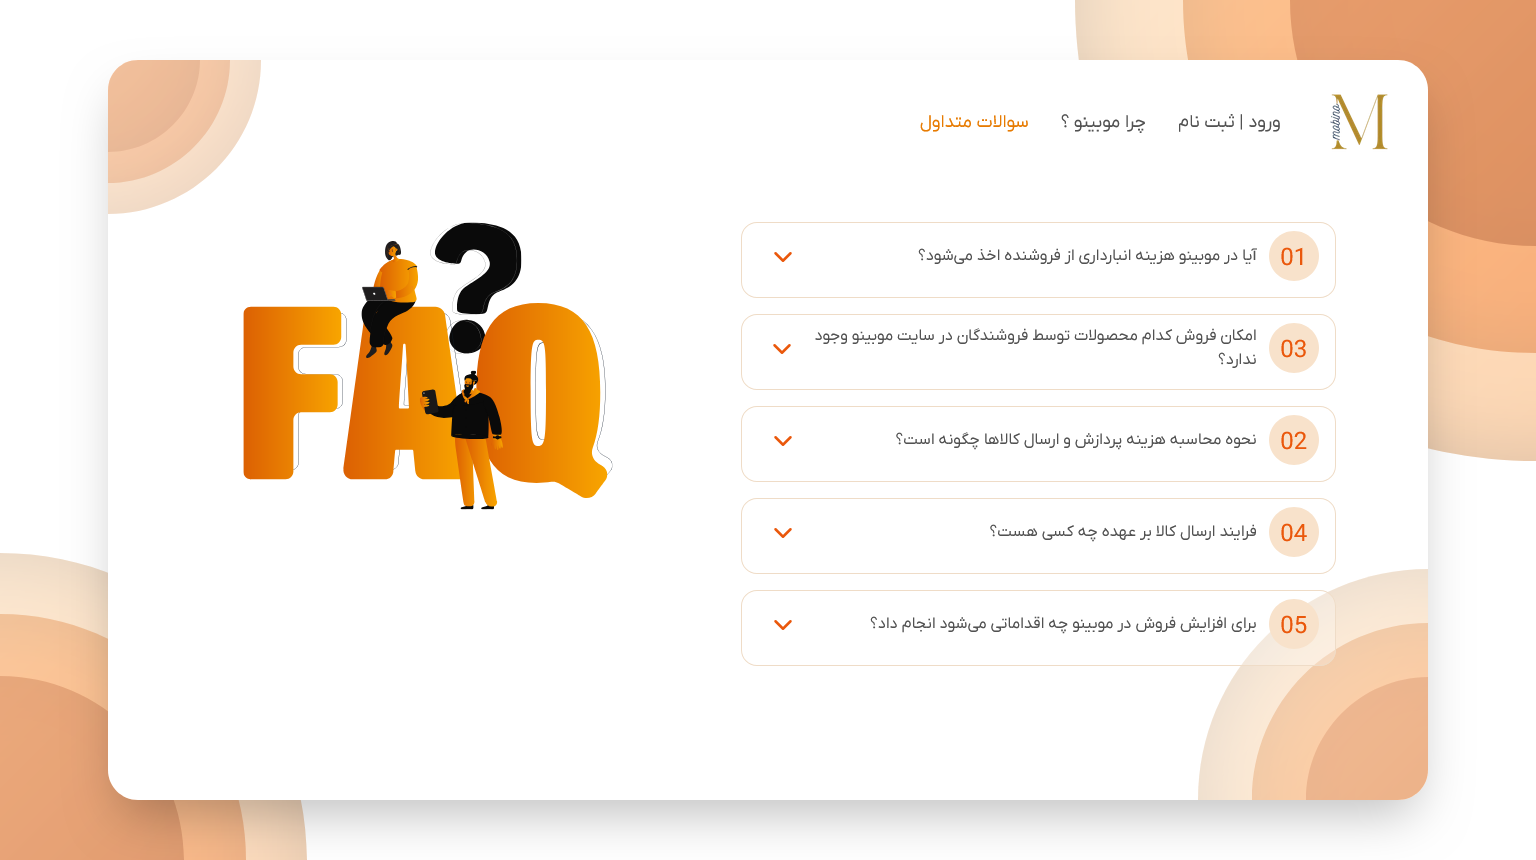 mabina
M
ورود | ثبت نام
چرا موبینو ؟
سوالات متداول
01
آیا در موبینو هزینه انبارداری از فروشنده اخذ می‌شود؟
03
امکان فروش کدام محصولات توسط فروشندگان در سایت موبینو وجود
ندارد؟
02
نحوه محاسبه هزینه پردازش و ارسال کالاها چگونه است؟
04
فرایند ارسال کالا بر عهده چه کسی هست؟
05
برای افزایش فروش در موبینو چه اقداماتی می‌شود انجام داد؟
?
FAQ